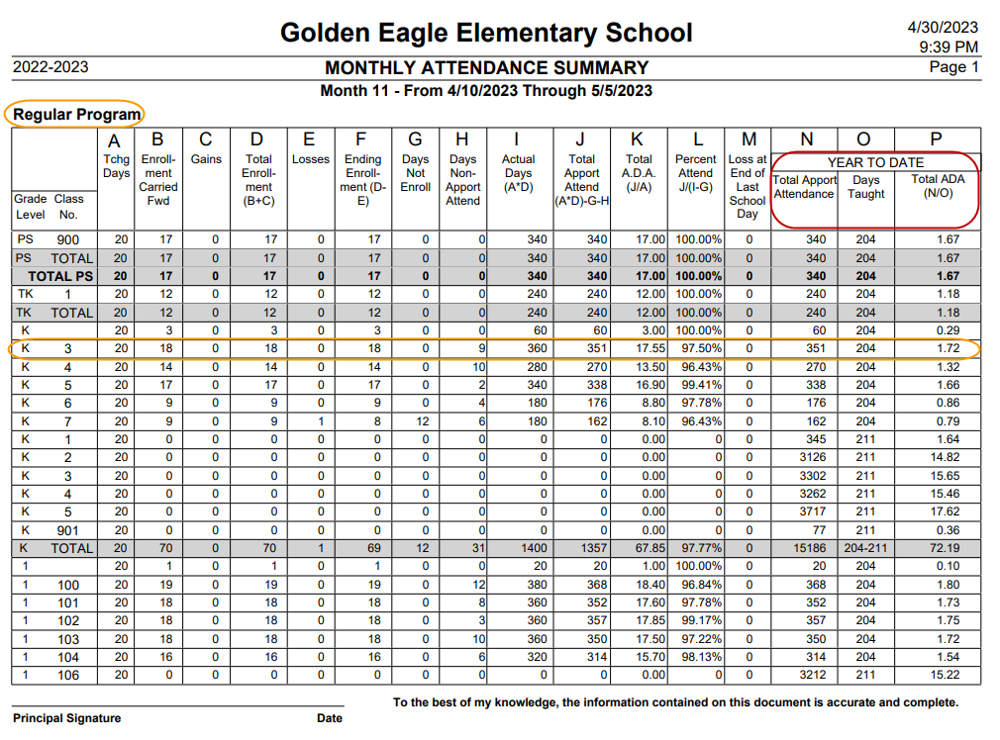 Golden Eagle Elementary School
4/30/2023
9:39 PM
2022-2023 MONTHLY ATTENDANCE SUMMARY Page 1
Month 11 - From 4/10/2023 Through 5/5/2023
Regular Program
A B C D E F G H I J K L M N O P
Grade Level
Class No.
Tchg Days
Enroll-ment Carried Fwd
Gains
Total Enroll-ment (B+C)
Losses
Ending Enroll-ment (D-E)
Days Not Enroll
Days Non-Apport Attend
Actual Days (A*D)
Total Apport Attend (A*D)-G-H
Total A.D.A. (J/A)
Percent Attend J/(I-G)
Loss at End of Last School Day
YEAR TO DATE
Total Apport Attendance
Days Taught
Total ADA (N/O)
PS 900 20 17 0 17 0 17 0 0 340 340 17.00 100.00% 0 340 204 1.67
PS TOTAL 20 17 0 17 0 17 0 0 340 340 17.00 100.00% 0 340 204 1.67
TOTAL PS 20 17 0 17 0 17 0 0 340 340 17.00 100.00% 0 340 204 1.67
TK 1 20 12 0 12 0 12 0 0 240 240 12.00 100.00% 0 240 204 1.18
TK TOTAL 20 12 0 12 0 12 0 0 240 240 12.00 100.00% 0 240 204 1.18
K 20 3 0 3 0 3 0 0 60 60 3.00 100.00% 0 60 204 0.29
K 3 20 18 0 18 0 18 0 9 360 351 17.55 97.50% 0 351 204 1.72
K 4 20 14 0 14 0 14 0 10 280 270 13.50 96.43% 0 270 204 1.32
K 5 20 17 0 17 0 17 0 2 340 338 16.90 99.41% 0 338 204 1.66
K 6 20 9 0 9 0 9 0 4 180 176 8.80 97.78% 0 176 204 0.86
K 7 20 9 0 9 1 8 12 6 180 162 8.10 96.43% 0 162 204 0.79
K 1 20 0 0 0 0 0 0 0 0 0 0.00 0 0 345 211 1.64
K 2 20 0 0 0 0 0 0 0 0 0 0.00 0 0 3126 211 14.82
K 3 20 0 0 0 0 0 0 0 0 0 0.00 0 0 3302 211 15.65
K 4 20 0 0 0 0 0 0 0 0 0 0.00 0 0 3262 211 15.46
K 5 20 0 0 0 0 0 0 0 0 0 0.00 0 0 3717 211 17.62
K 901 20 0 0 0 0 0 0 0 0 0 0.00 0 0 77 211 0.36
K TOTAL 20 70 0 70 1 69 12 31 1400 1357 67.85 97.77% 0 15186 204-211 72.19
1 20 1 0 1 0 1 0 0 20 20 1.00 100.00% 0 20 204 0.10
1 100 20 19 0 19 0 19 0 12 380 368 18.40 96.84% 0 368 204 1.80
1 101 20 18 0 18 0 18 0 8 360 352 17.60 97.78% 0 352 204 1.73
1 102 20 18 0 18 0 18 0 3 360 357 17.85 99.17% 0 357 204 1.75
1 103 20 18 0 18 0 18 0 10 360 350 17.50 97.22% 0 350 204 1.72
1 104 20 16 0 16 0 16 0 6 320 314 15.70 98.13% 0 314 204 1.54
1 106 20 0 0 0 0 0 0 0 0 0 0.00 0 0 3212 211 15.22
To the best of my knowledge, the information contained on this document is accurate and complete.
Principal Signature Date